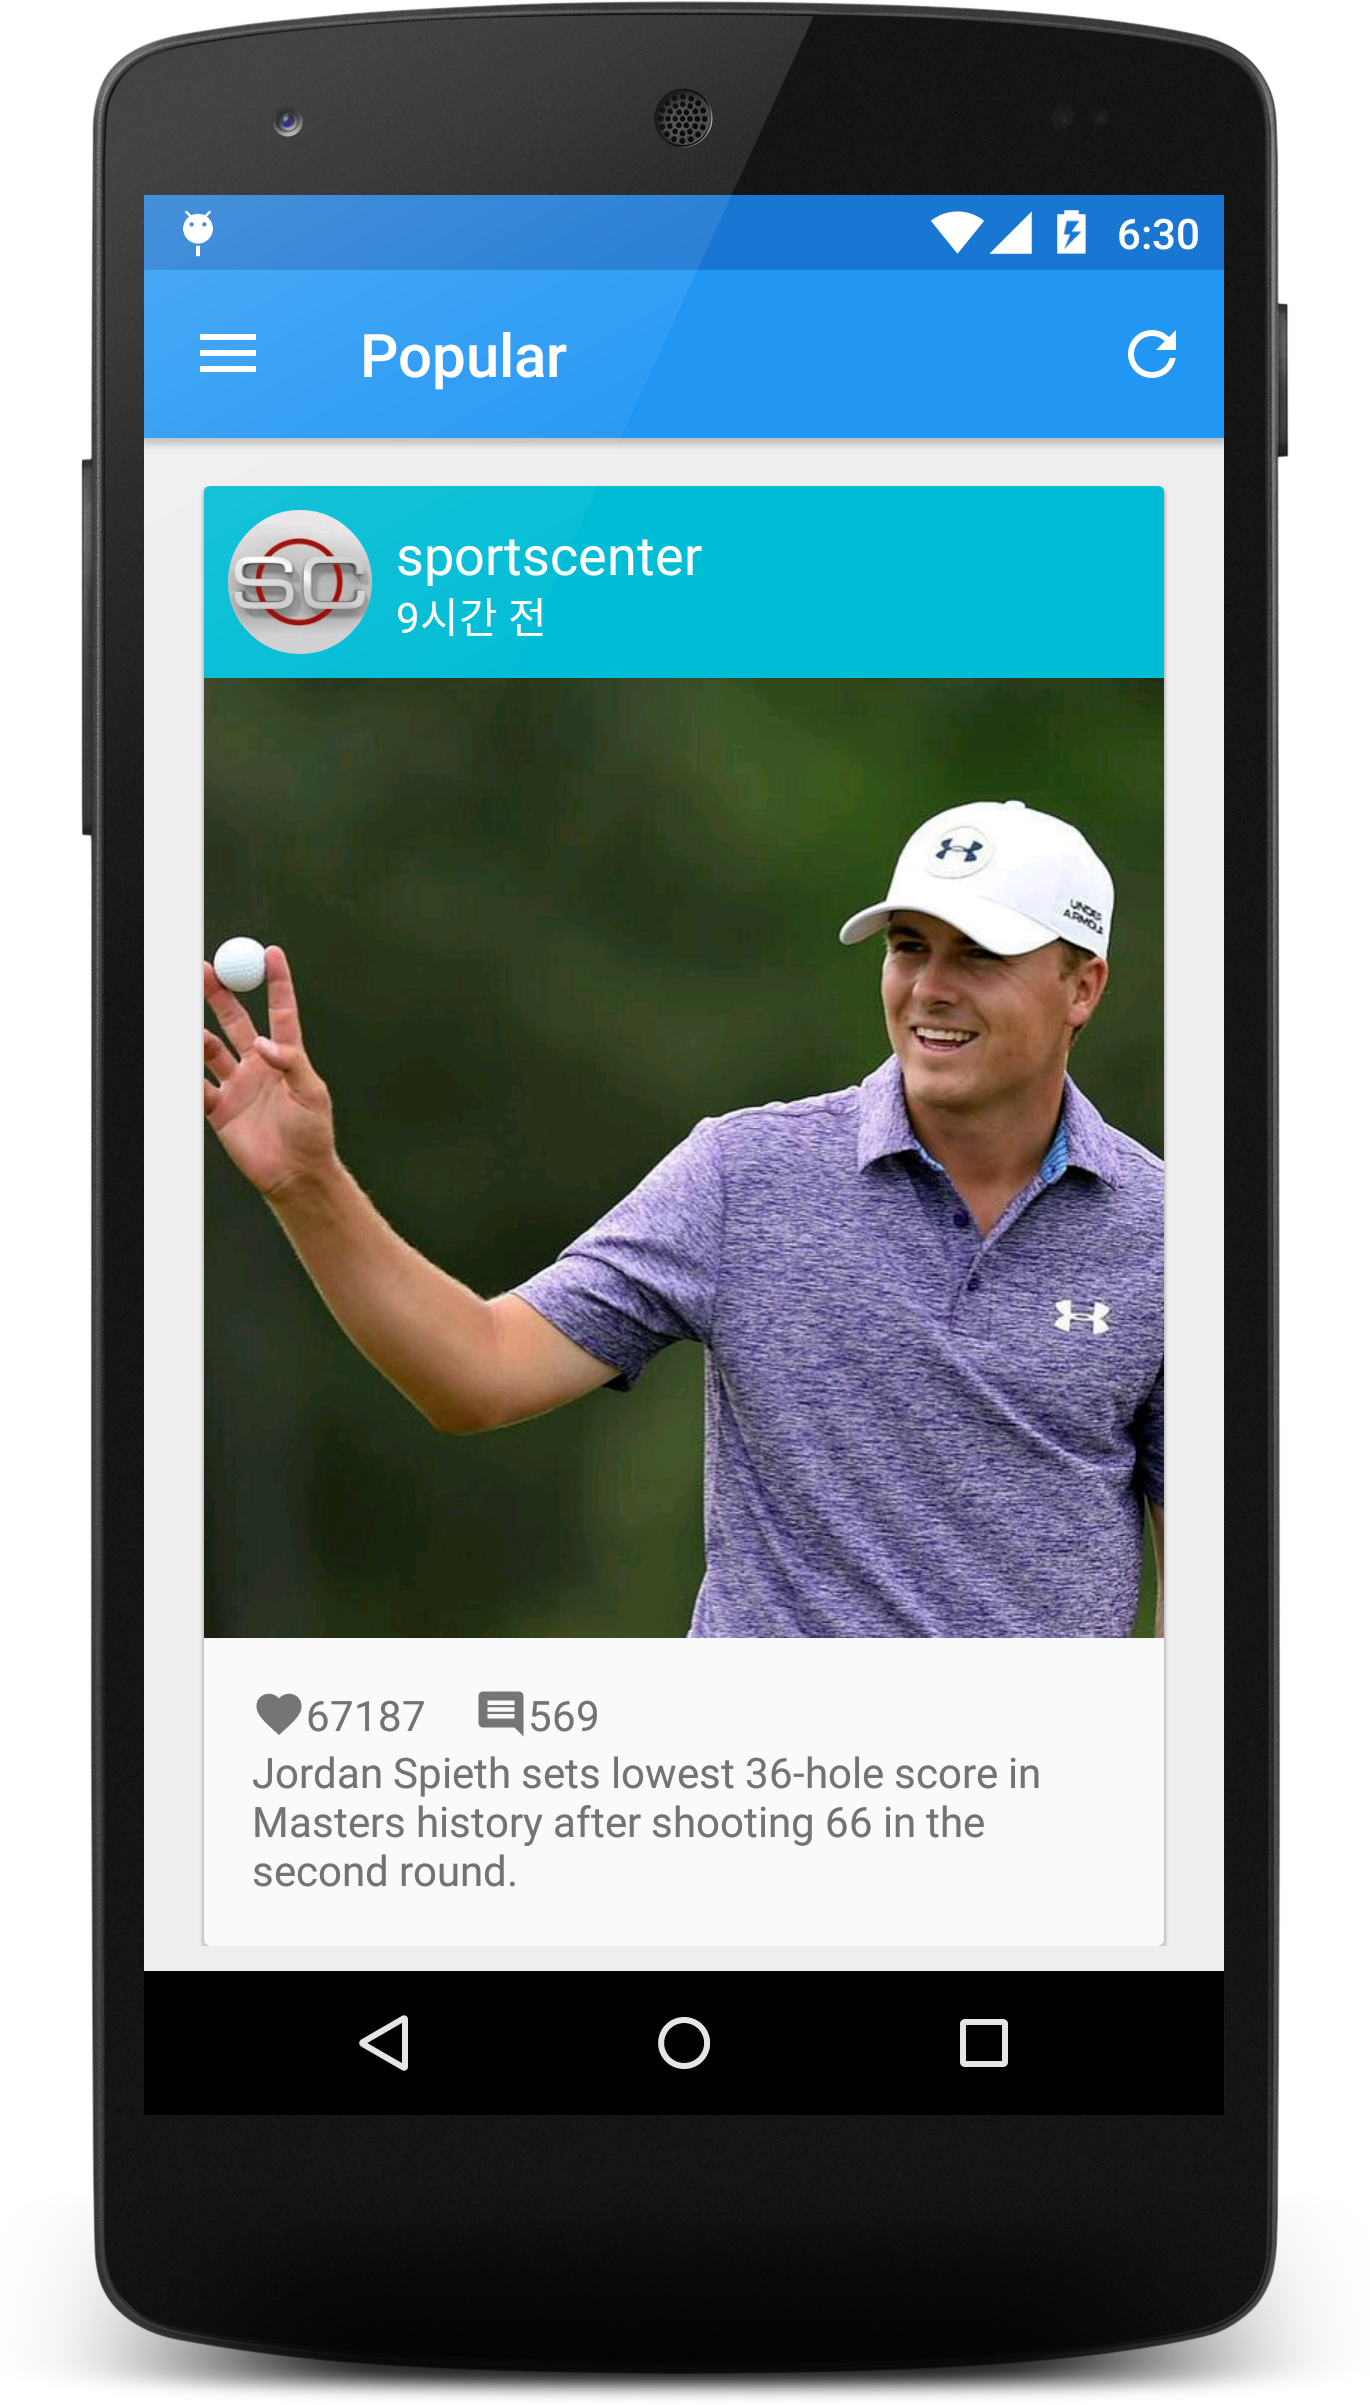 6:30
Popular
SC
sportscenter
9시간 전
UNDER
ARMOUR
67187 569
Jordan Spieth sets lowest 36-hole score in
Masters history after shooting 66 in the
second round.